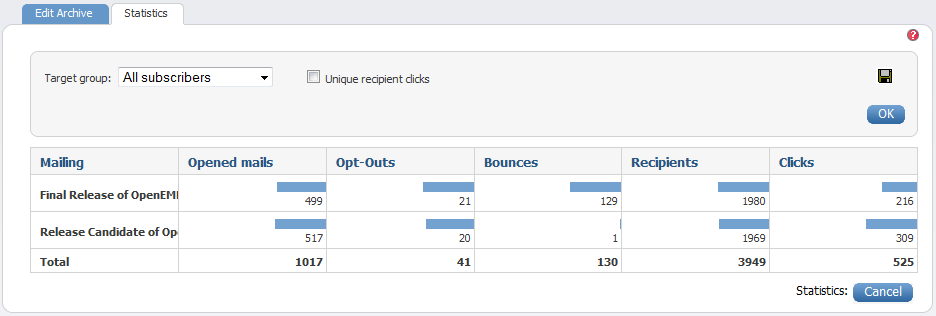 Edit Archive Statistics
?
Target group: All subscribers Unique recipient clicks
OK
Mailing Opened mails Opt-Outs Bounces Recipients Clicks
Final Release of OpenEM 499 21 129 1980 216
Release Candidate of Op 517 20 1 1969 309
Total 1017 41 130 3949 525
Statistics: Cancel